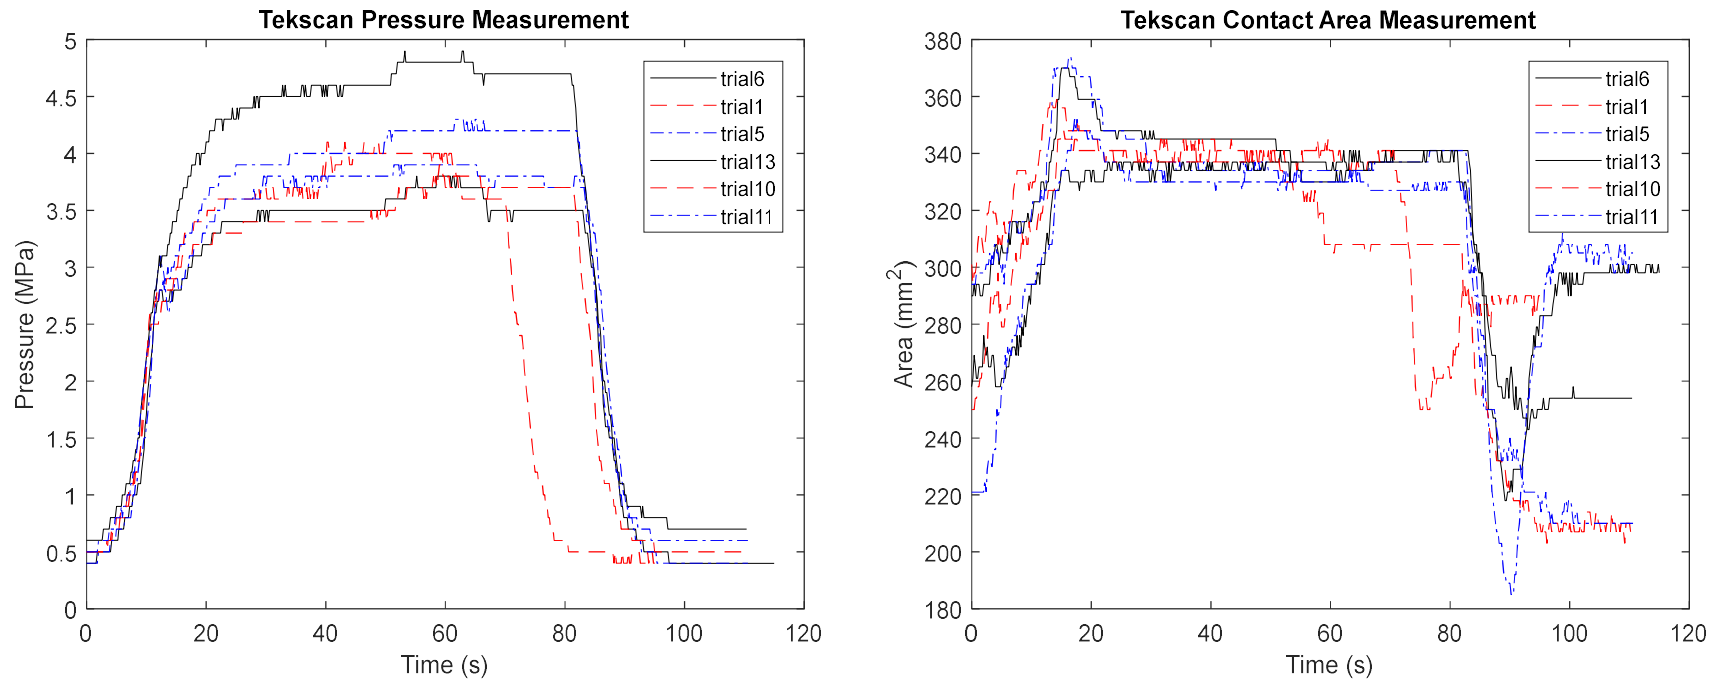 Tekscan Pressure Measurement
Pressure (MPa)
5
4.5
4
3.5
3
2.5
2
1.5
1
0.5
0
0 20 40 60 80 100 120
Time (s)
trial6
trial1
trial5
trial13
trial10
trial11
Tekscan Contact Area Measurement
Area (mm²)
380
360
340
320
300
280
260
240
220
200
180
0 20 40 60 80 100 120
Time (s)
trial6
trial1
trial5
trial13
trial10
trial11